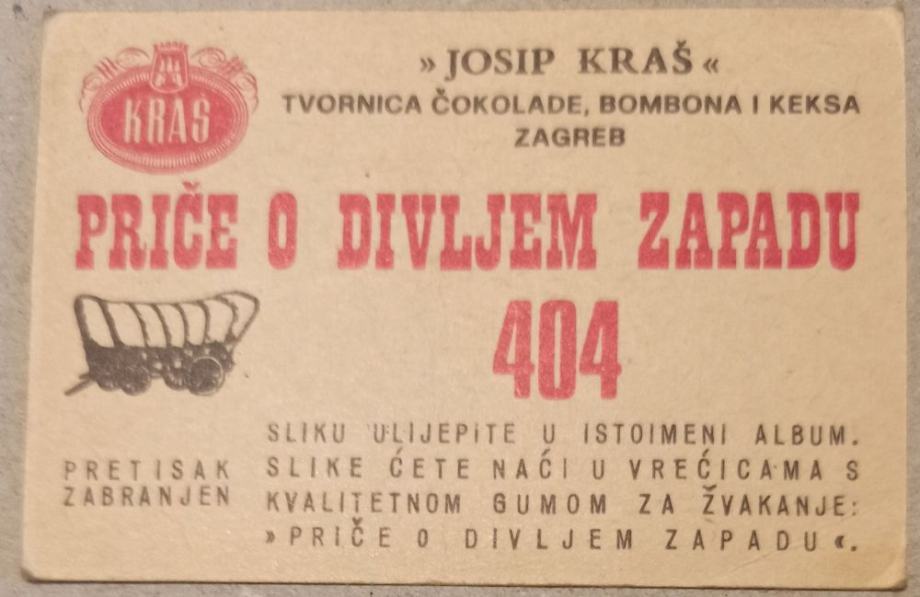 KRAŠ
»JOSIP KRAŠ«
TVORNICA ČOKOLADE, BOMBONA I KEKSA
ZAGREB
PRIČE O DIVLJEM ZAPADU
404
PRETISAK
ZABRANJEN
SLIKU ULIJEPITE U ISTOIMENI ALBUM.
SLIKE ĆETE NAĆI U VREĆICAMA S
KVALITETNOM GUMOM ZA ŽVAKANJE:
»PRIČE O DIVLJEM ZAPADU«.